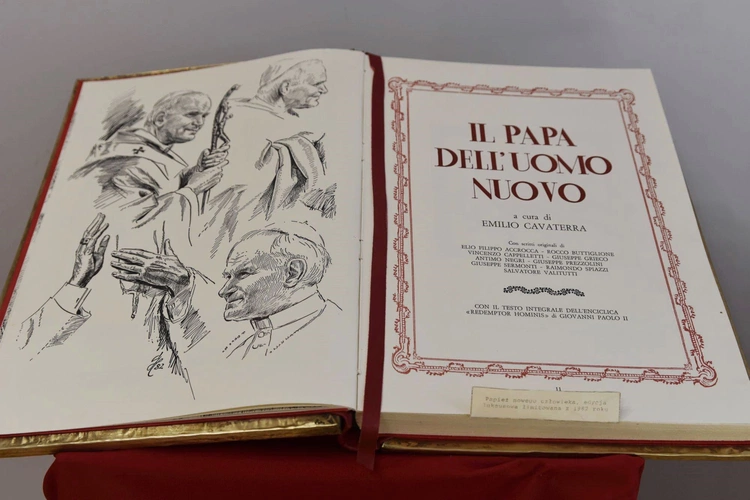 82
IL PAPA
DELL'UOMO
NUOVO
a cura di
EMILIO CAVATERRA
Con scritti originali di
ELIO FILIPPO ACCROCCA - ROCCO BUTTIGLIONE
VINCENZO CAPPELLETTI - GIUSEPPE GRIECO
ANTIMO NEGRI - GIUSEPPE PREZZOLINI
GIUSEPPE SERMONTI - RAIMONDO SPIAZZI
SALVATORE VALITUTTI
CON IL TESTO INTEGRALE DELL'ENCICLICA
«REDEMPTOR HOMINIS» di GIOVANNI PAOLO II
11